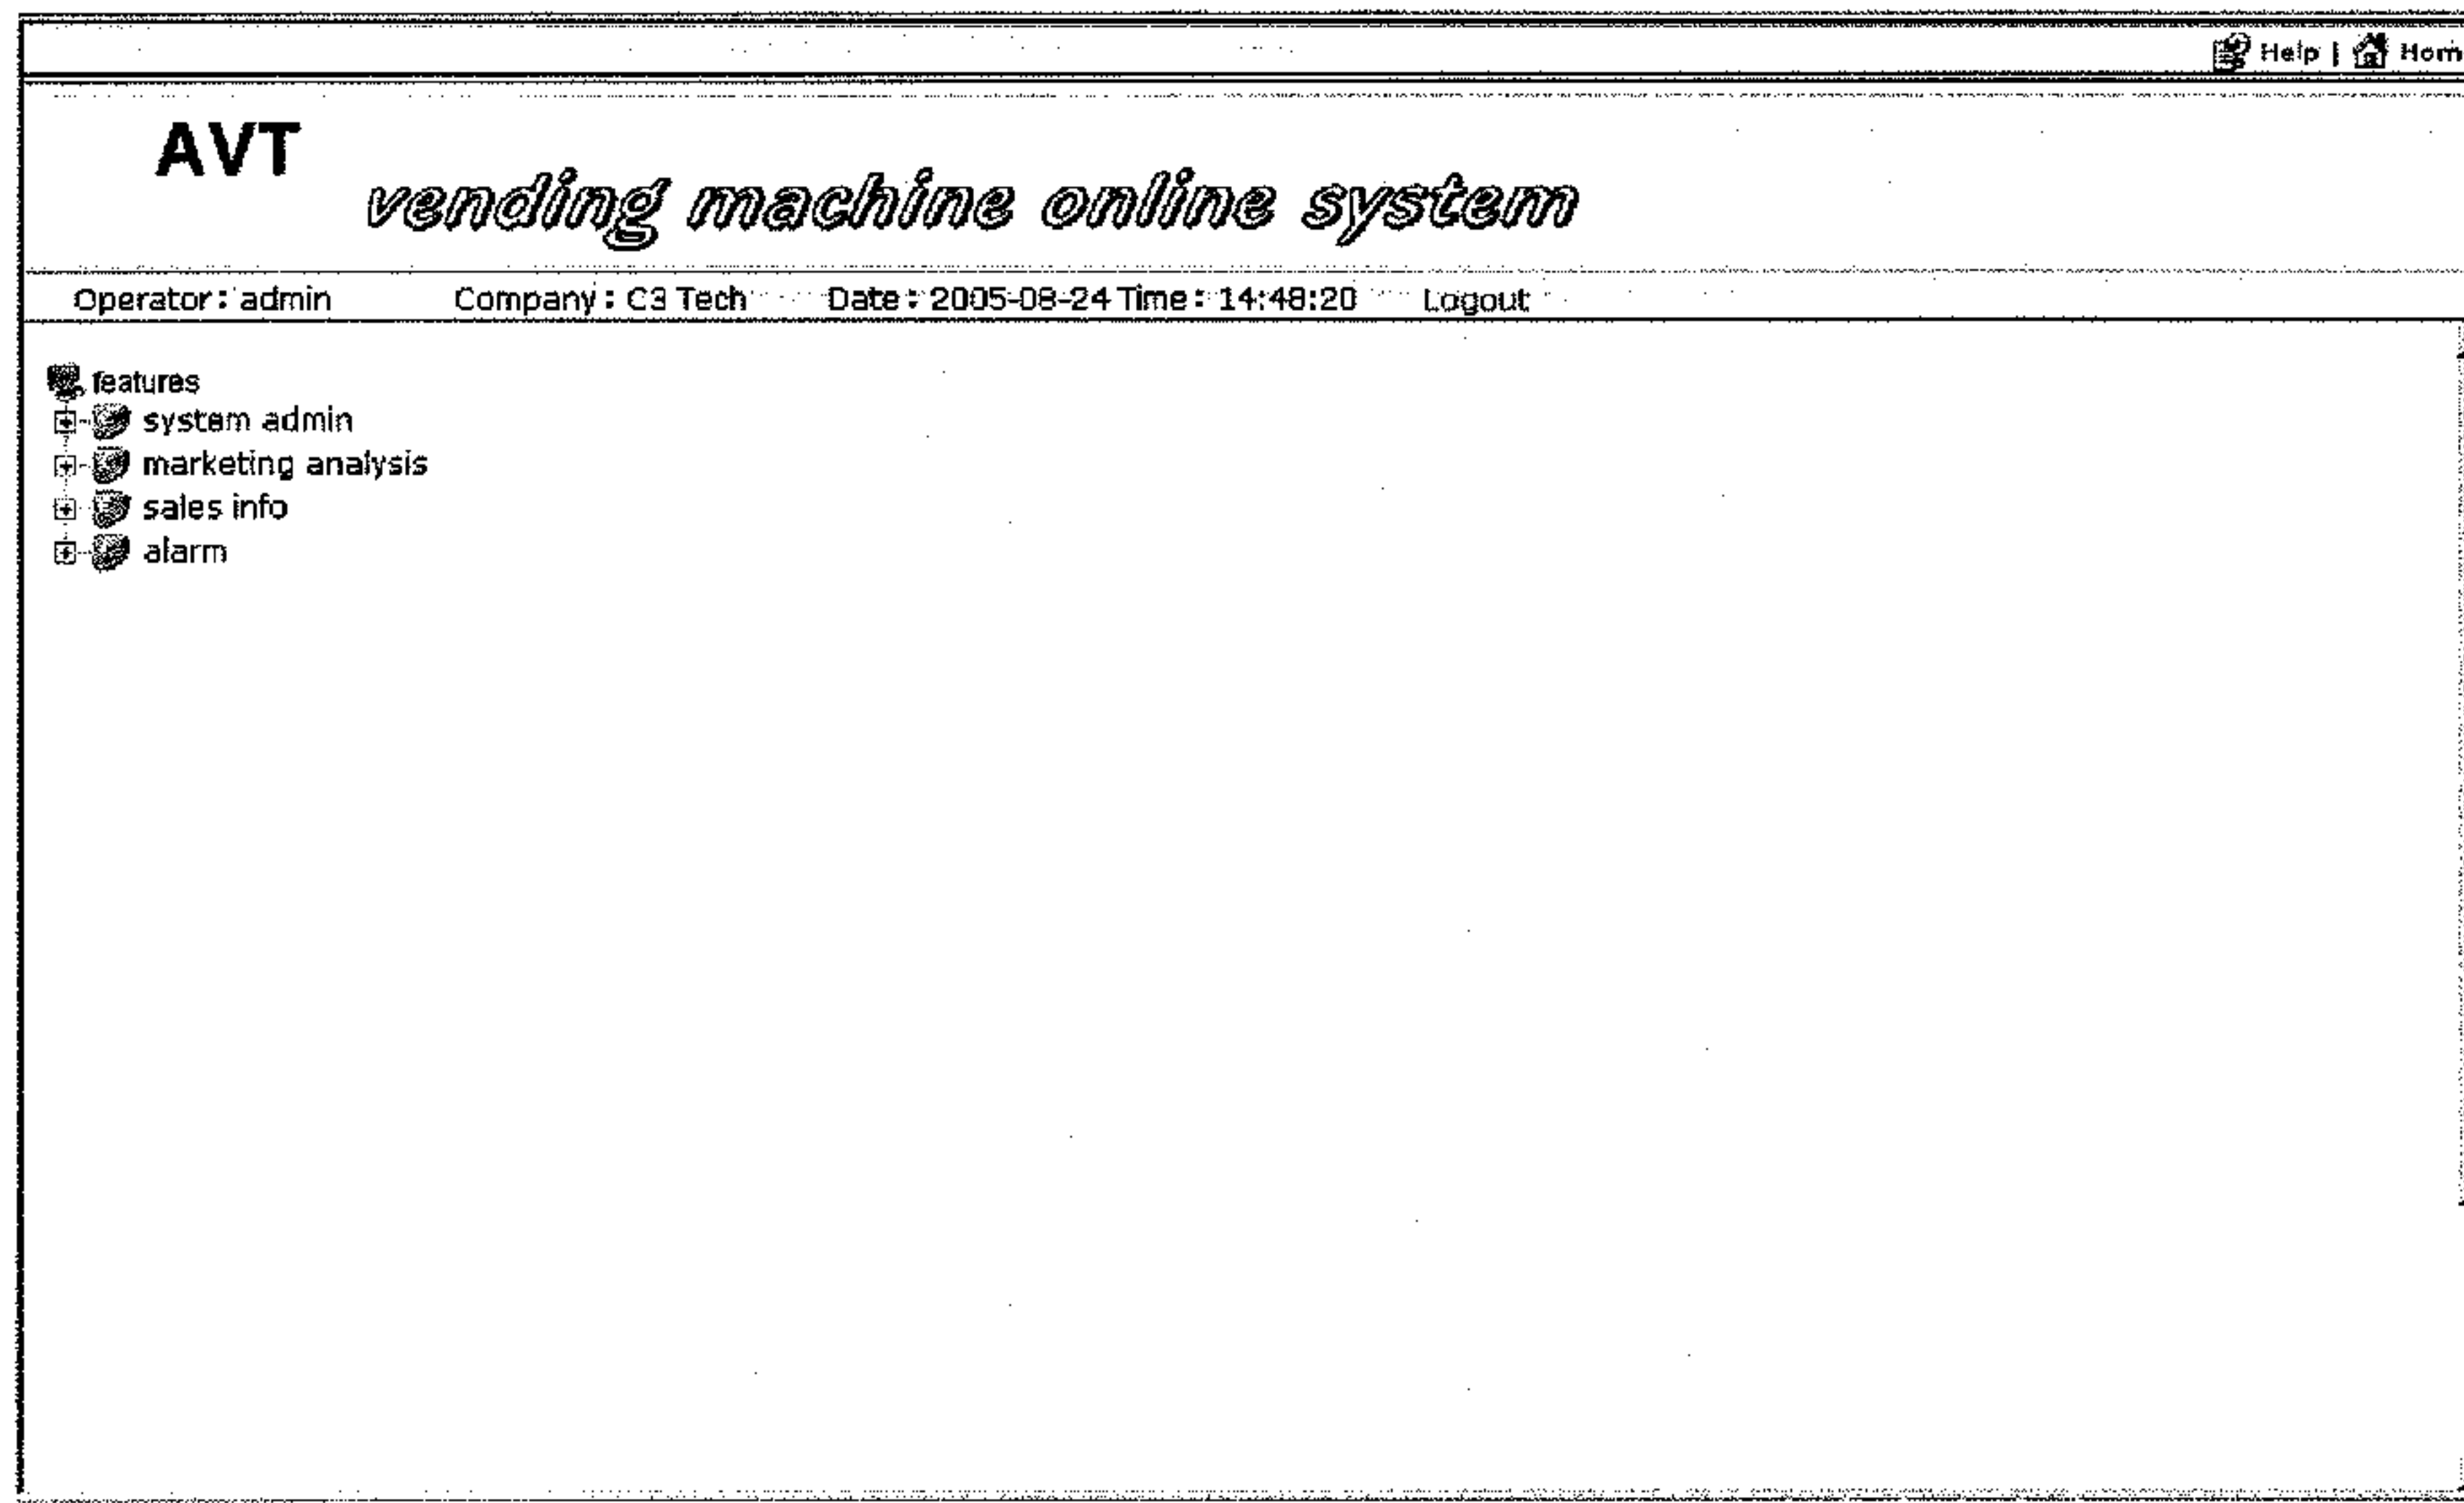 Help | Hom
AVT
vending machine online system
Operator: admin Company: C3 Tech Date: 2005-08-24 Time: 14:48:20 Logout
features
system admin
marketing analysis
sales info
alarm